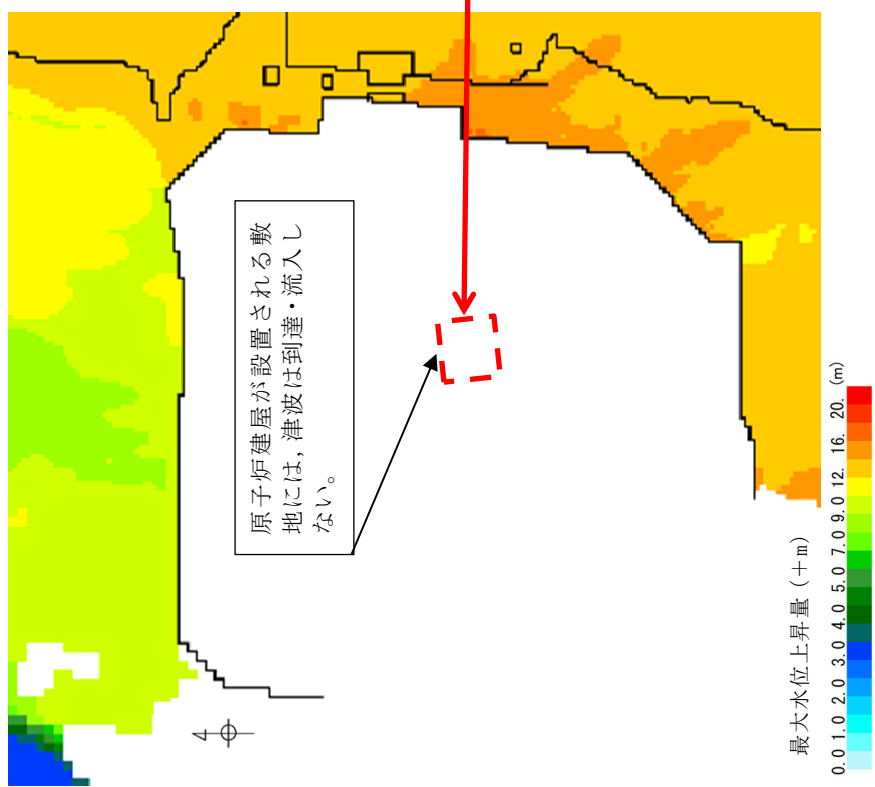 原子炉建屋が設置される敷
地には，津波は到達・流入し
ない。
最大水位上昇量（＋ｍ）
0.0 1.0 2.0 3.0 4.0 5.0 7.0 9.0 12. 16. 20. (m)
4